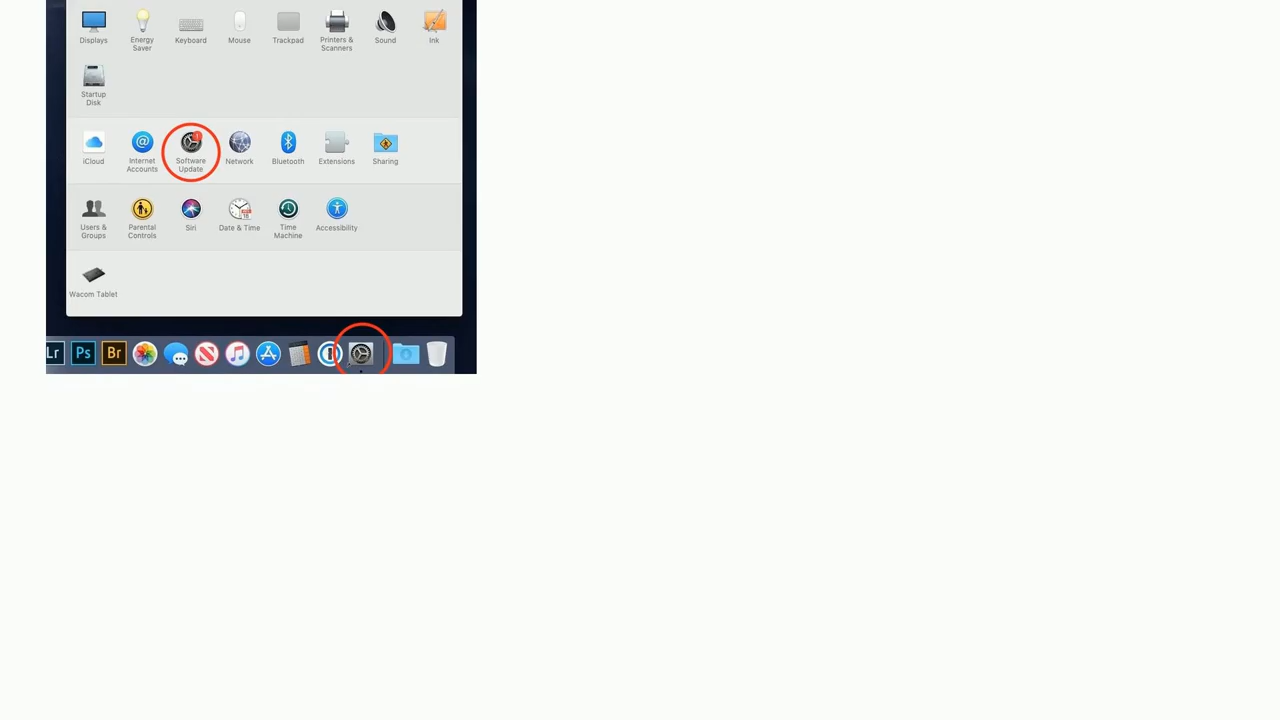 Displays Energy Keyboard Mouse Trackpad Printers & Sound Ink
Saver Scanners
Startup
Disk
iCloud Internet Software Network Bluetooth Extensions Sharing
Accounts Update
1
Users & Parental Siri Date & Time Time Accessibility
Groups Controls Machine
Wacom Tablet
Lr Ps Br